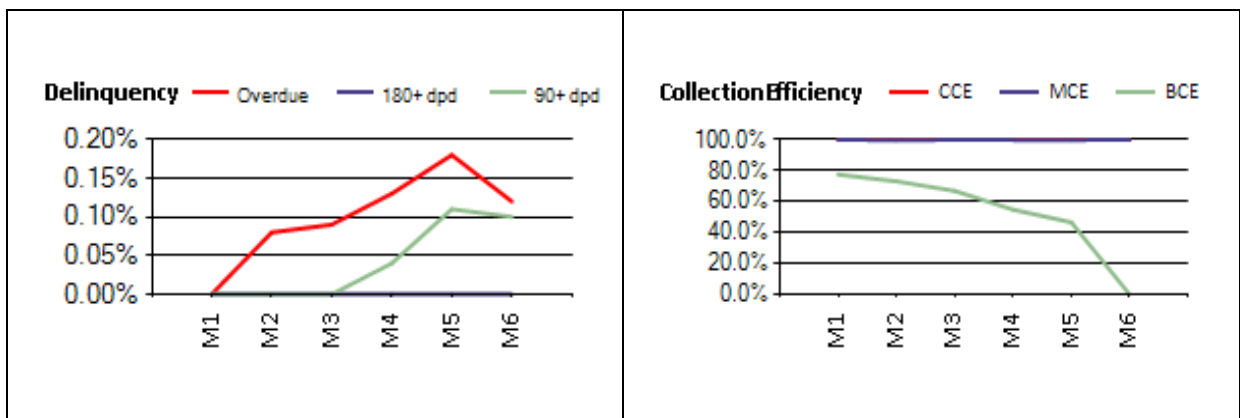 Delinquency Overdue 180+ dpd 90+ dpd
0.20%
0.15%
0.10%
0.05%
0.00%
M1 M2 M3 M4 M5 M6
Collection Efficiency CCE MCE BCE
100.0%
80.0%
60.0%
40.0%
20.0%
0.0%
M1 M2 M3 M4 M5 M6